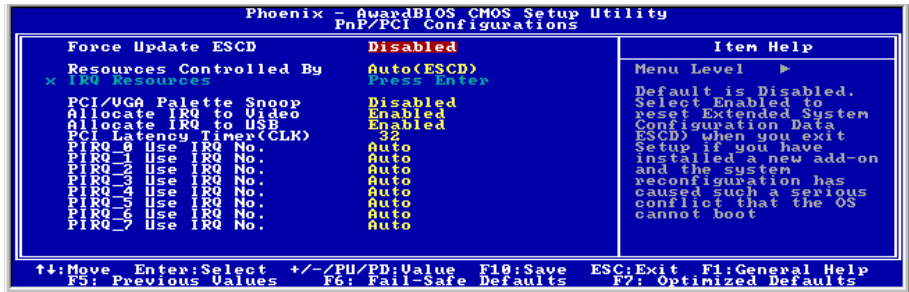 Phoenix - AwardBIOS CMOS Setup Utility
PnP/PCI Configurations
Force Update ESCD Disabled
Resources Controlled By Auto(ESCD)
x IRQ Resources Press Enter
PCI/VGA Palette Snoop Disabled
Allocate IRQ to Video Enabled
Allocate IRQ to USB Enabled
PCI Latency Timer(CLK) 32
PIRQ_0 Use IRQ No. Auto
PIRQ_1 Use IRQ No. Auto
PIRQ_2 Use IRQ No. Auto
PIRQ_3 Use IRQ No. Auto
PIRQ_4 Use IRQ No. Auto
PIRQ_5 Use IRQ No. Auto
PIRQ_6 Use IRQ No. Auto
PIRQ_7 Use IRQ No. Auto
Item Help
Menu Level ►
Default is Disabled.
Select Enabled to
reset Extended System
Configuration Data
ESCD) when you exit
Setup if you have
installed a new add-on
and the system
reconfiguration has
caused such a serious
conflict that the OS
cannot boot
↑↓:Move Enter:Select +/-/PU/PD:Value F10:Save ESC:Exit F1:General Help
F5: Previous Values F6: Fail-Safe Defaults F7: Optimized Defaults